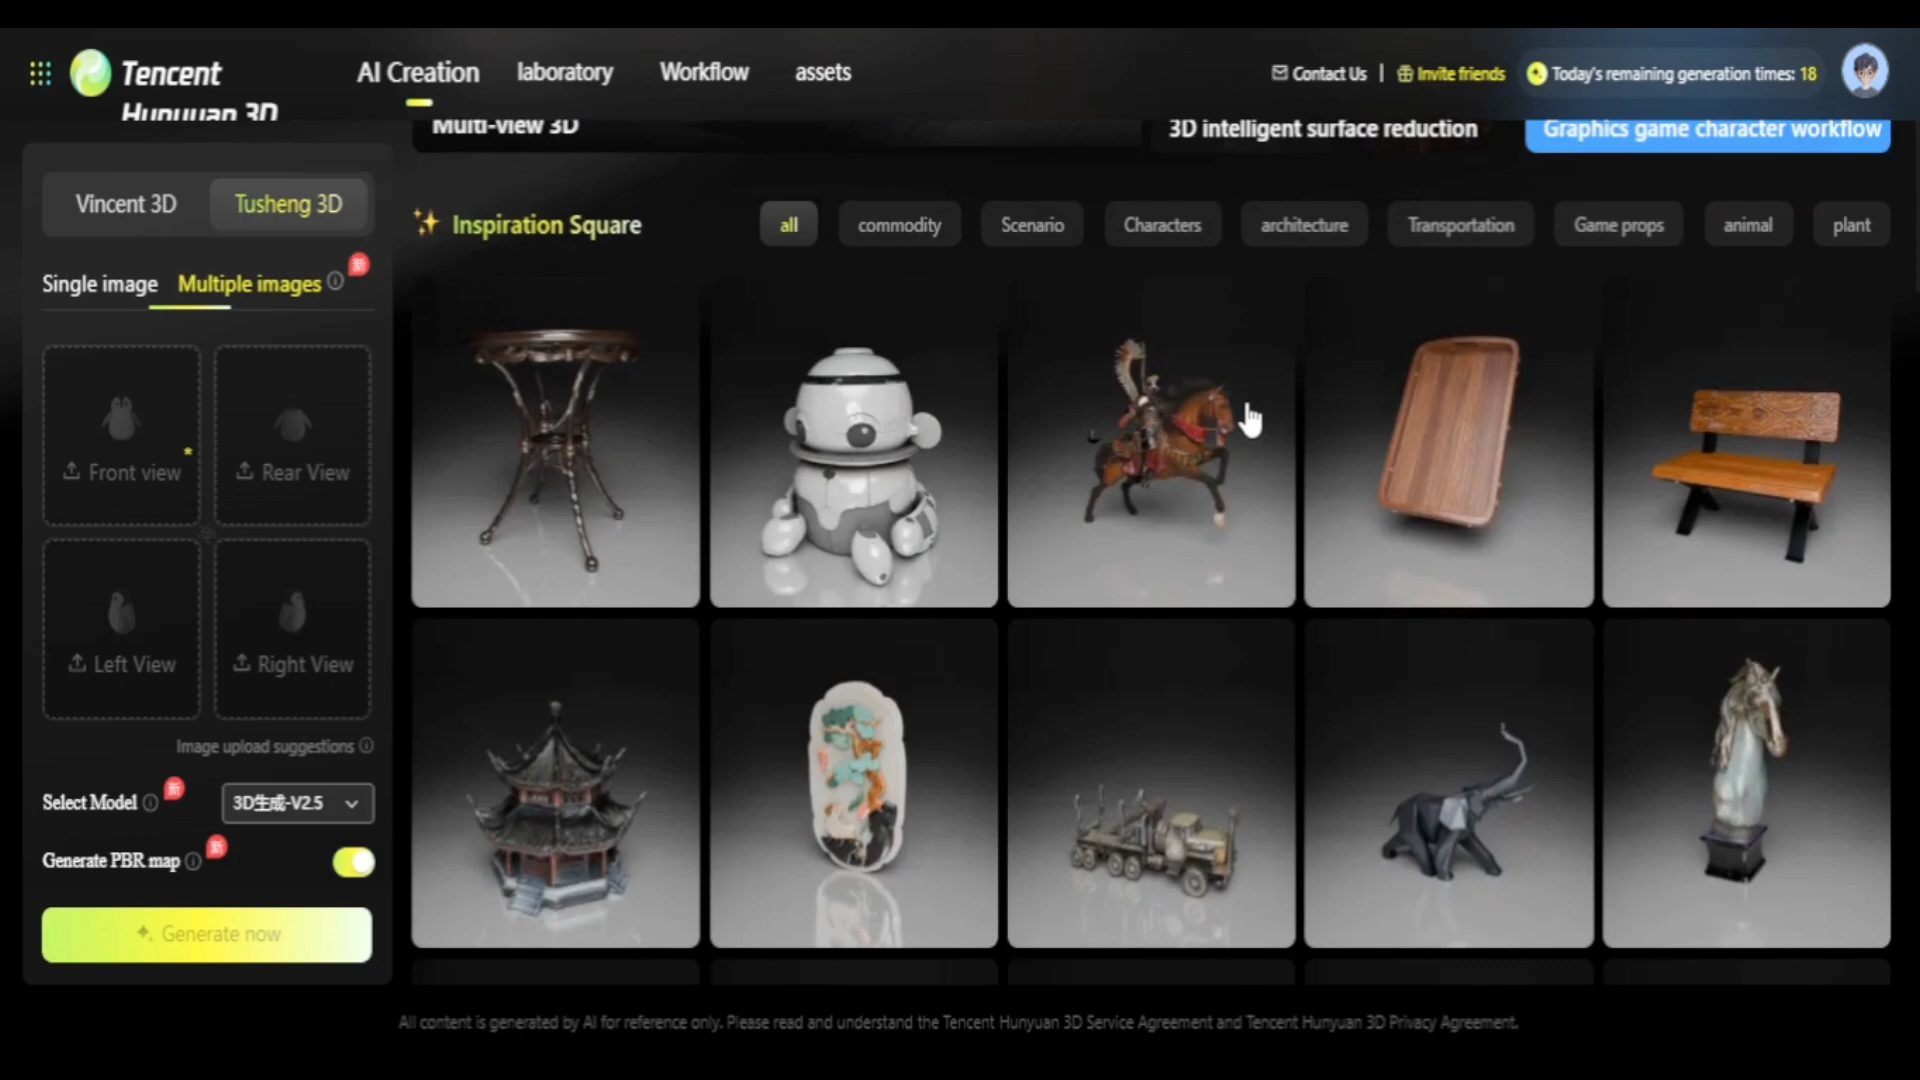 Tencent
Hunyuan 3D
AI Creation
laboratory
Workflow
assets
Contact Us
Invite friends
Today's remaining generation times: 18
Multi-view 3D
3D intelligent surface reduction
Graphics game character workflow
Vincent 3D
Tusheng 3D
Single image
Multiple images
新
Front view *
Rear View
Left View
Right View
Image upload suggestions
Select Model
新
3D生成-V2.5
Generate PBR map
新
Generate now
Inspiration Square
all
commodity
Scenario
Characters
architecture
Transportation
Game props
animal
plant
All content is generated by AI for reference only. Please read and understand the Tencent Hunyuan 3D Service Agreement and Tencent Hunyuan 3D Privacy Agreement.